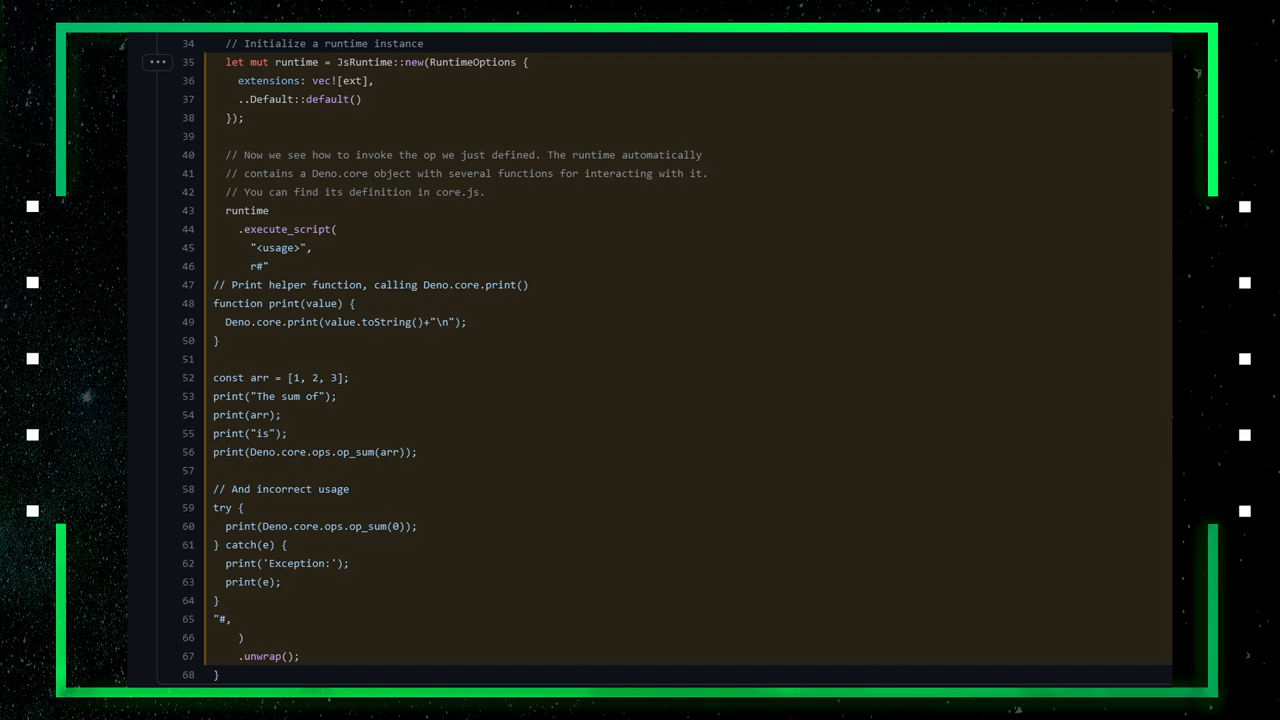 34 // Initialize a runtime instance
35 let mut runtime = JsRuntime::new(RuntimeOptions {
36 extensions: vec![ext],
37 ..Default::default()
38 });
39
40 // Now we see how to invoke the op we just defined. The runtime automatically
41 // contains a Deno.core object with several functions for interacting with it.
42 // You can find its definition in core.js.
43 runtime
44 .execute_script(
45 "<usage>",
46 r#"
47 // Print helper function, calling Deno.core.print()
48 function print(value) {
49 Deno.core.print(value.toString()+"\n");
50 }
51
52 const arr = [1, 2, 3];
53 print("The sum of");
54 print(arr);
55 print("is");
56 print(Deno.core.ops.op_sum(arr));
57
58 // And incorrect usage
59 try {
60 print(Deno.core.ops.op_sum(0));
61 } catch(e) {
62 print('Exception:');
63 print(e);
64 }
65 "#,
66 )
67 .unwrap();
68 }